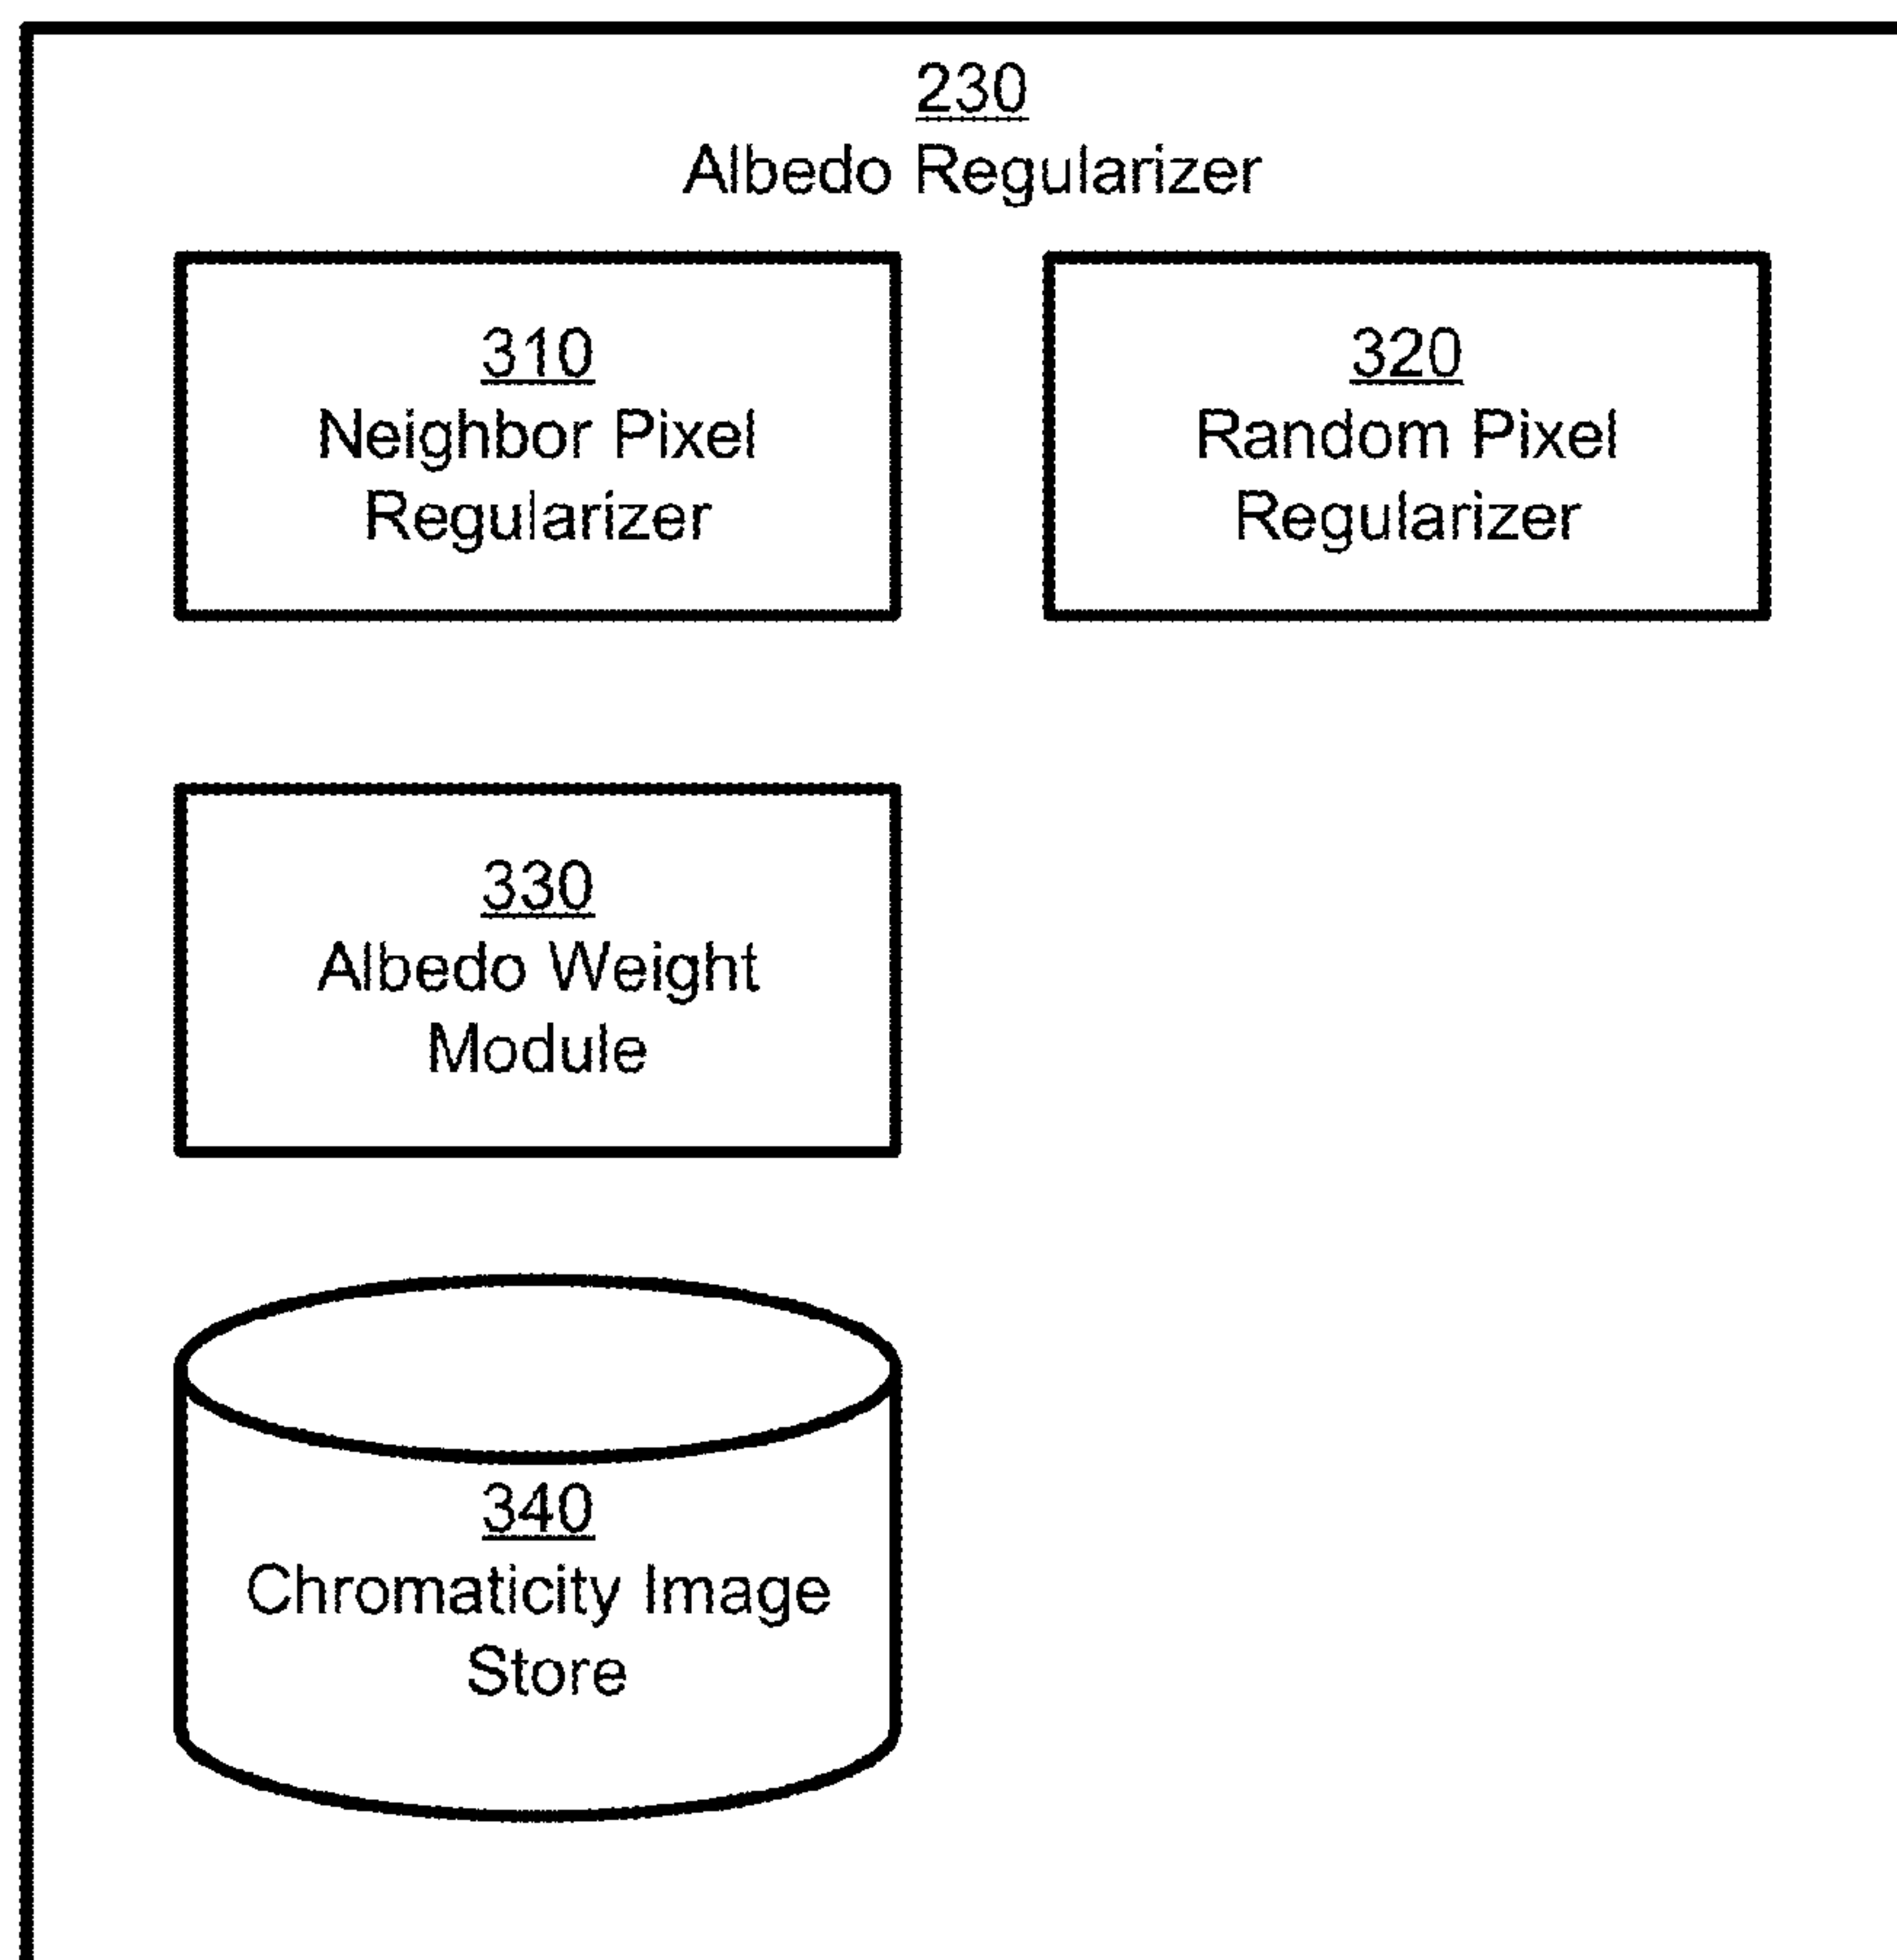 230
Albedo Regularizer
310
Neighbor Pixel
Regularizer
320
Random Pixel
Regularizer
330
Albedo Weight
Module
340
Chromaticity Image
Store